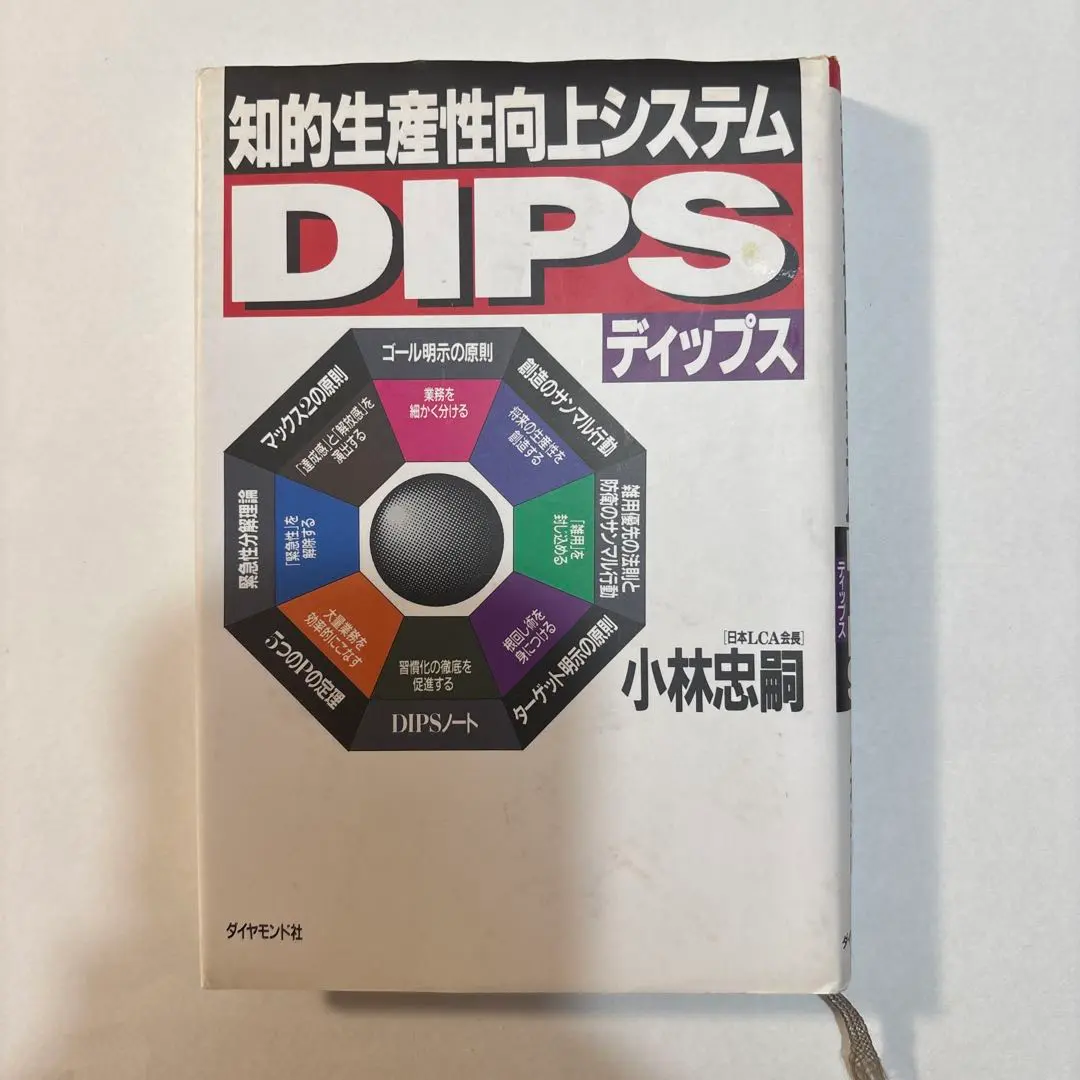 知的生産性向上システム
DIPS
ディップス
ゴール明示の原則
業務を
細かく分ける
創造のサンマル行動
将来の生産性を
創造する
雑用優先の法則と
防衛のサンマル行動
「雑用」を
封じ込める
ターゲット明示の原則
根回し術を
身につける
DIPSノート
習慣化の徹底を
促進する
5つのPの定理
大量業務を
効率的にこなす
緊急性分解理論
「緊急性」を
解除する
マックス2の原則
「達成感」と「解放感」を
演出する
[日本LCA会長]
小林忠嗣
ダイヤモンド社
ディップス